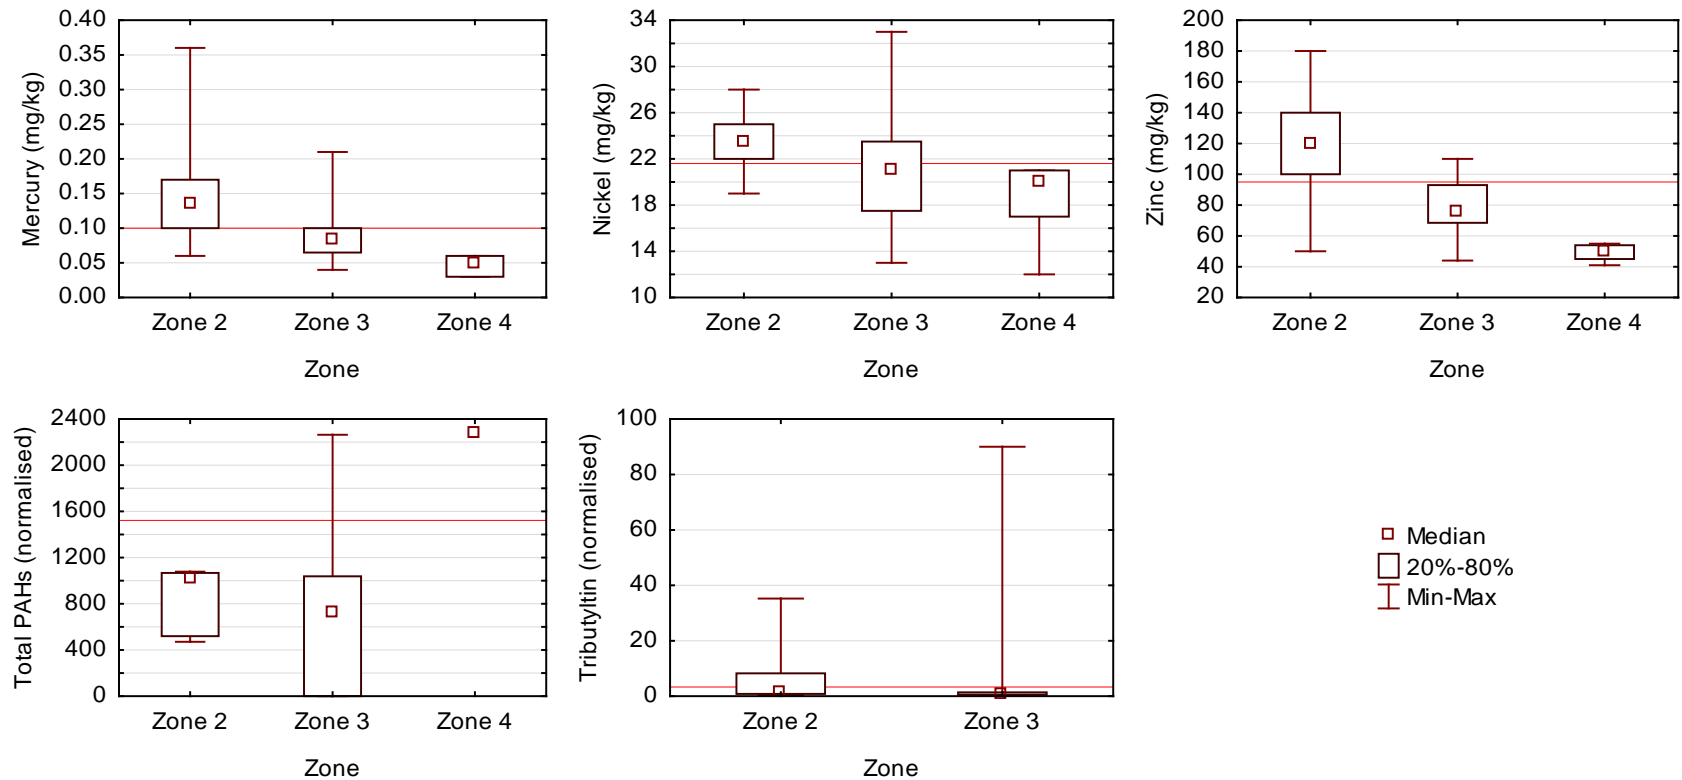 Mercury (mg/kg)
0.40
0.35
0.30
0.25
0.20
0.15
0.10
0.05
0.00
Zone 2 Zone 3 Zone 4
Zone
Nickel (mg/kg)
34
30
26
22
18
14
10
Zone 2 Zone 3 Zone 4
Zone
Zinc (mg/kg)
200
180
160
140
120
100
80
60
40
20
Zone 2 Zone 3 Zone 4
Zone
Total PAHs (normalised)
2400
2000
1600
1200
800
400
0
Zone 2 Zone 3 Zone 4
Zone
Tributyltin (normalised)
100
80
60
40
20
0
Zone 2 Zone 3
Zone
Median
20%-80%
Min-Max